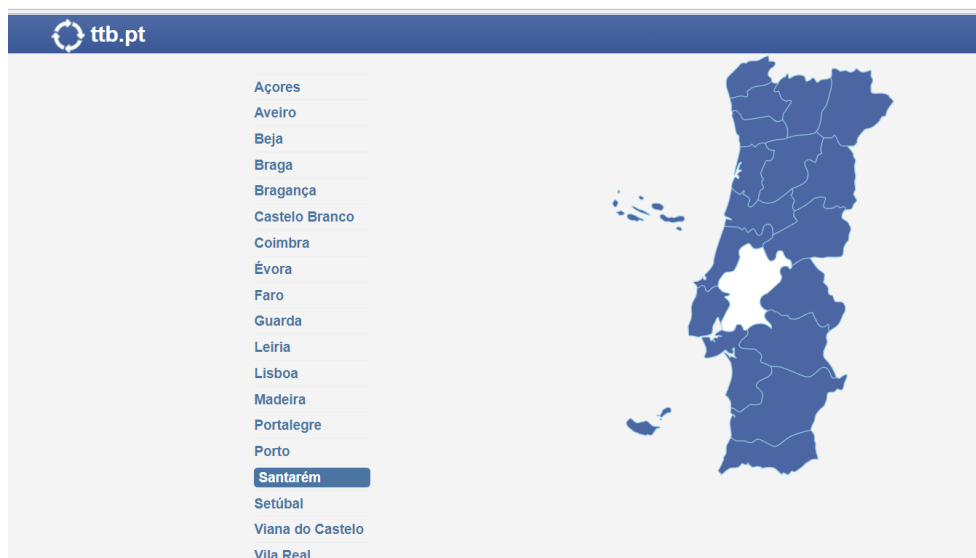 ttb.pt
Açores
Aveiro
Beja
Braga
Bragança
Castelo Branco
Coimbra
Évora
Faro
Guarda
Leiria
Lisboa
Madeira
Portalegre
Porto
Santarém
Setúbal
Viana do Castelo
Vila Real